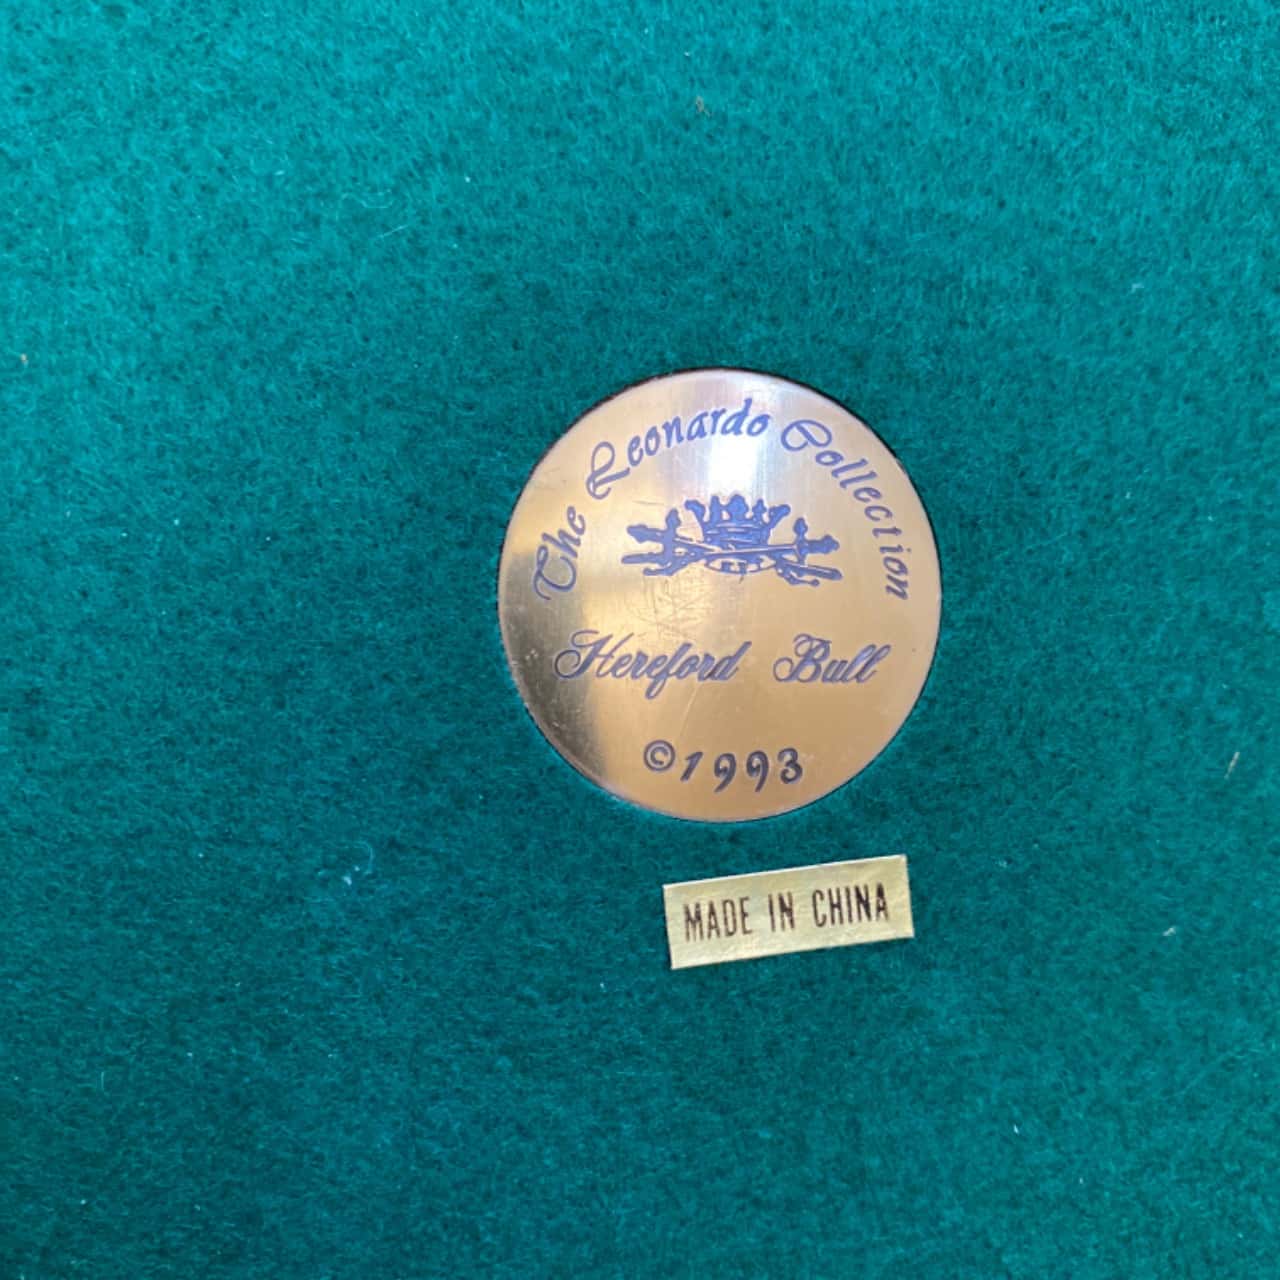 The Leonardo Collection
Hereford Bull
©1993
MADE IN CHINA